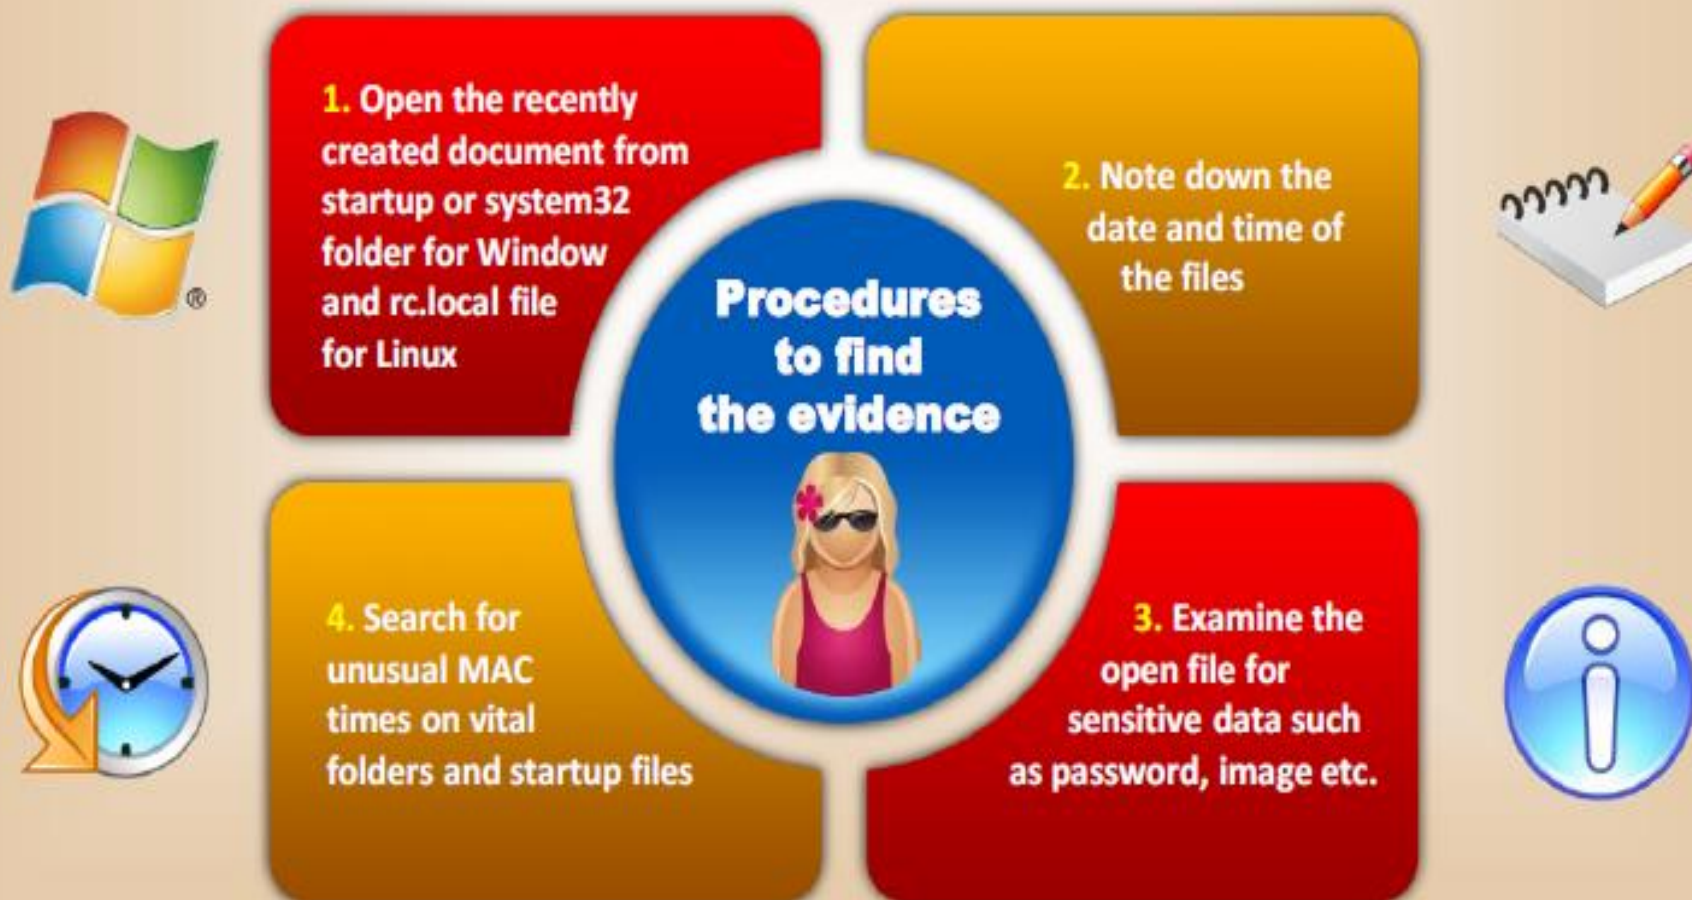 1. Open the recently
created document from
startup or system32
folder for Window
and rc.local file
for Linux
2. Note down the
date and time of
the files
Procedures
to find
the evidence
3. Examine the
open file for
sensitive data such
as password, image etc.
4. Search for
unusual MAC
times on vital
folders and startup files
®